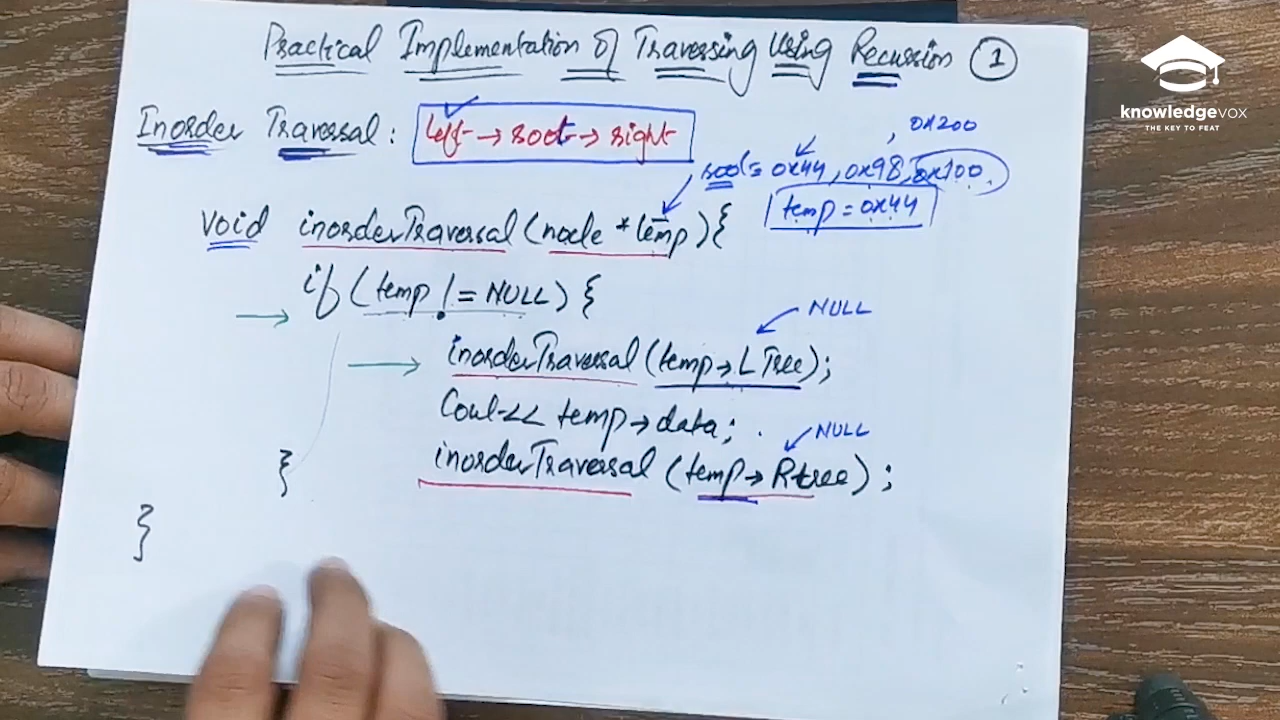 Practical Implementation Of Traversing Using Recussion 1
knowledgevox
THE KEY TO FEAT
Inorder Traversal: left → root → right
, 0x200
root = 0x44, 0x98, 0x100
temp = 0x44
void inorderTraversal (node *temp) {
if (temp != NULL) {
NULL
inorderTraversal (temp → LTree);
Cout << temp → data;
NULL
inorderTraversal (temp → Rtree);
}
}